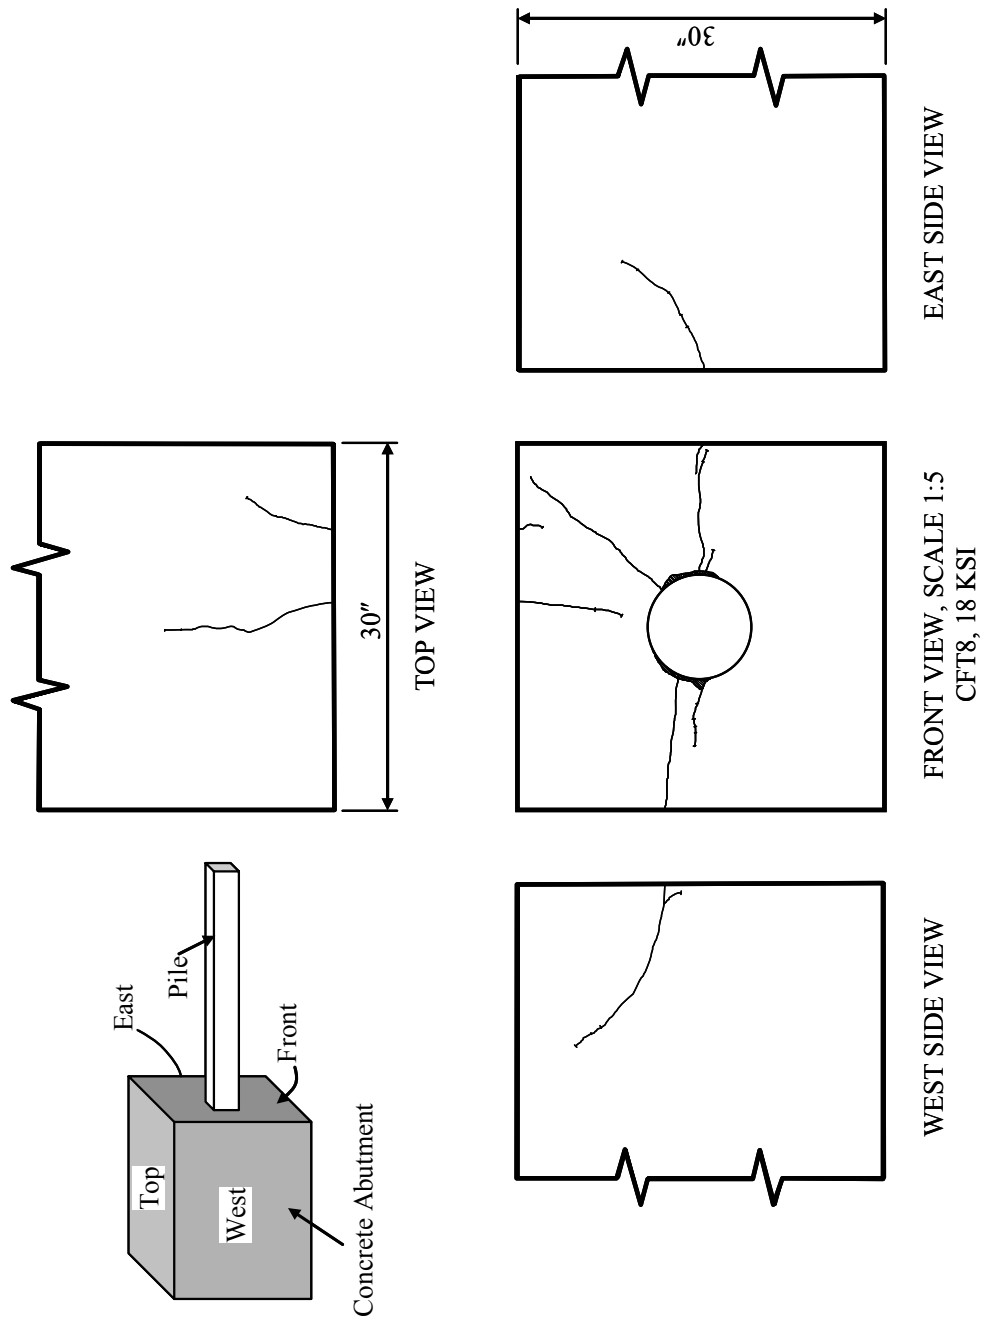 East
Pile
Top
West
Front
Concrete Abutment
30"
TOP VIEW
30"
WEST SIDE VIEW
FRONT VIEW, SCALE 1:5
CFT8, 18 KSI
EAST SIDE VIEW